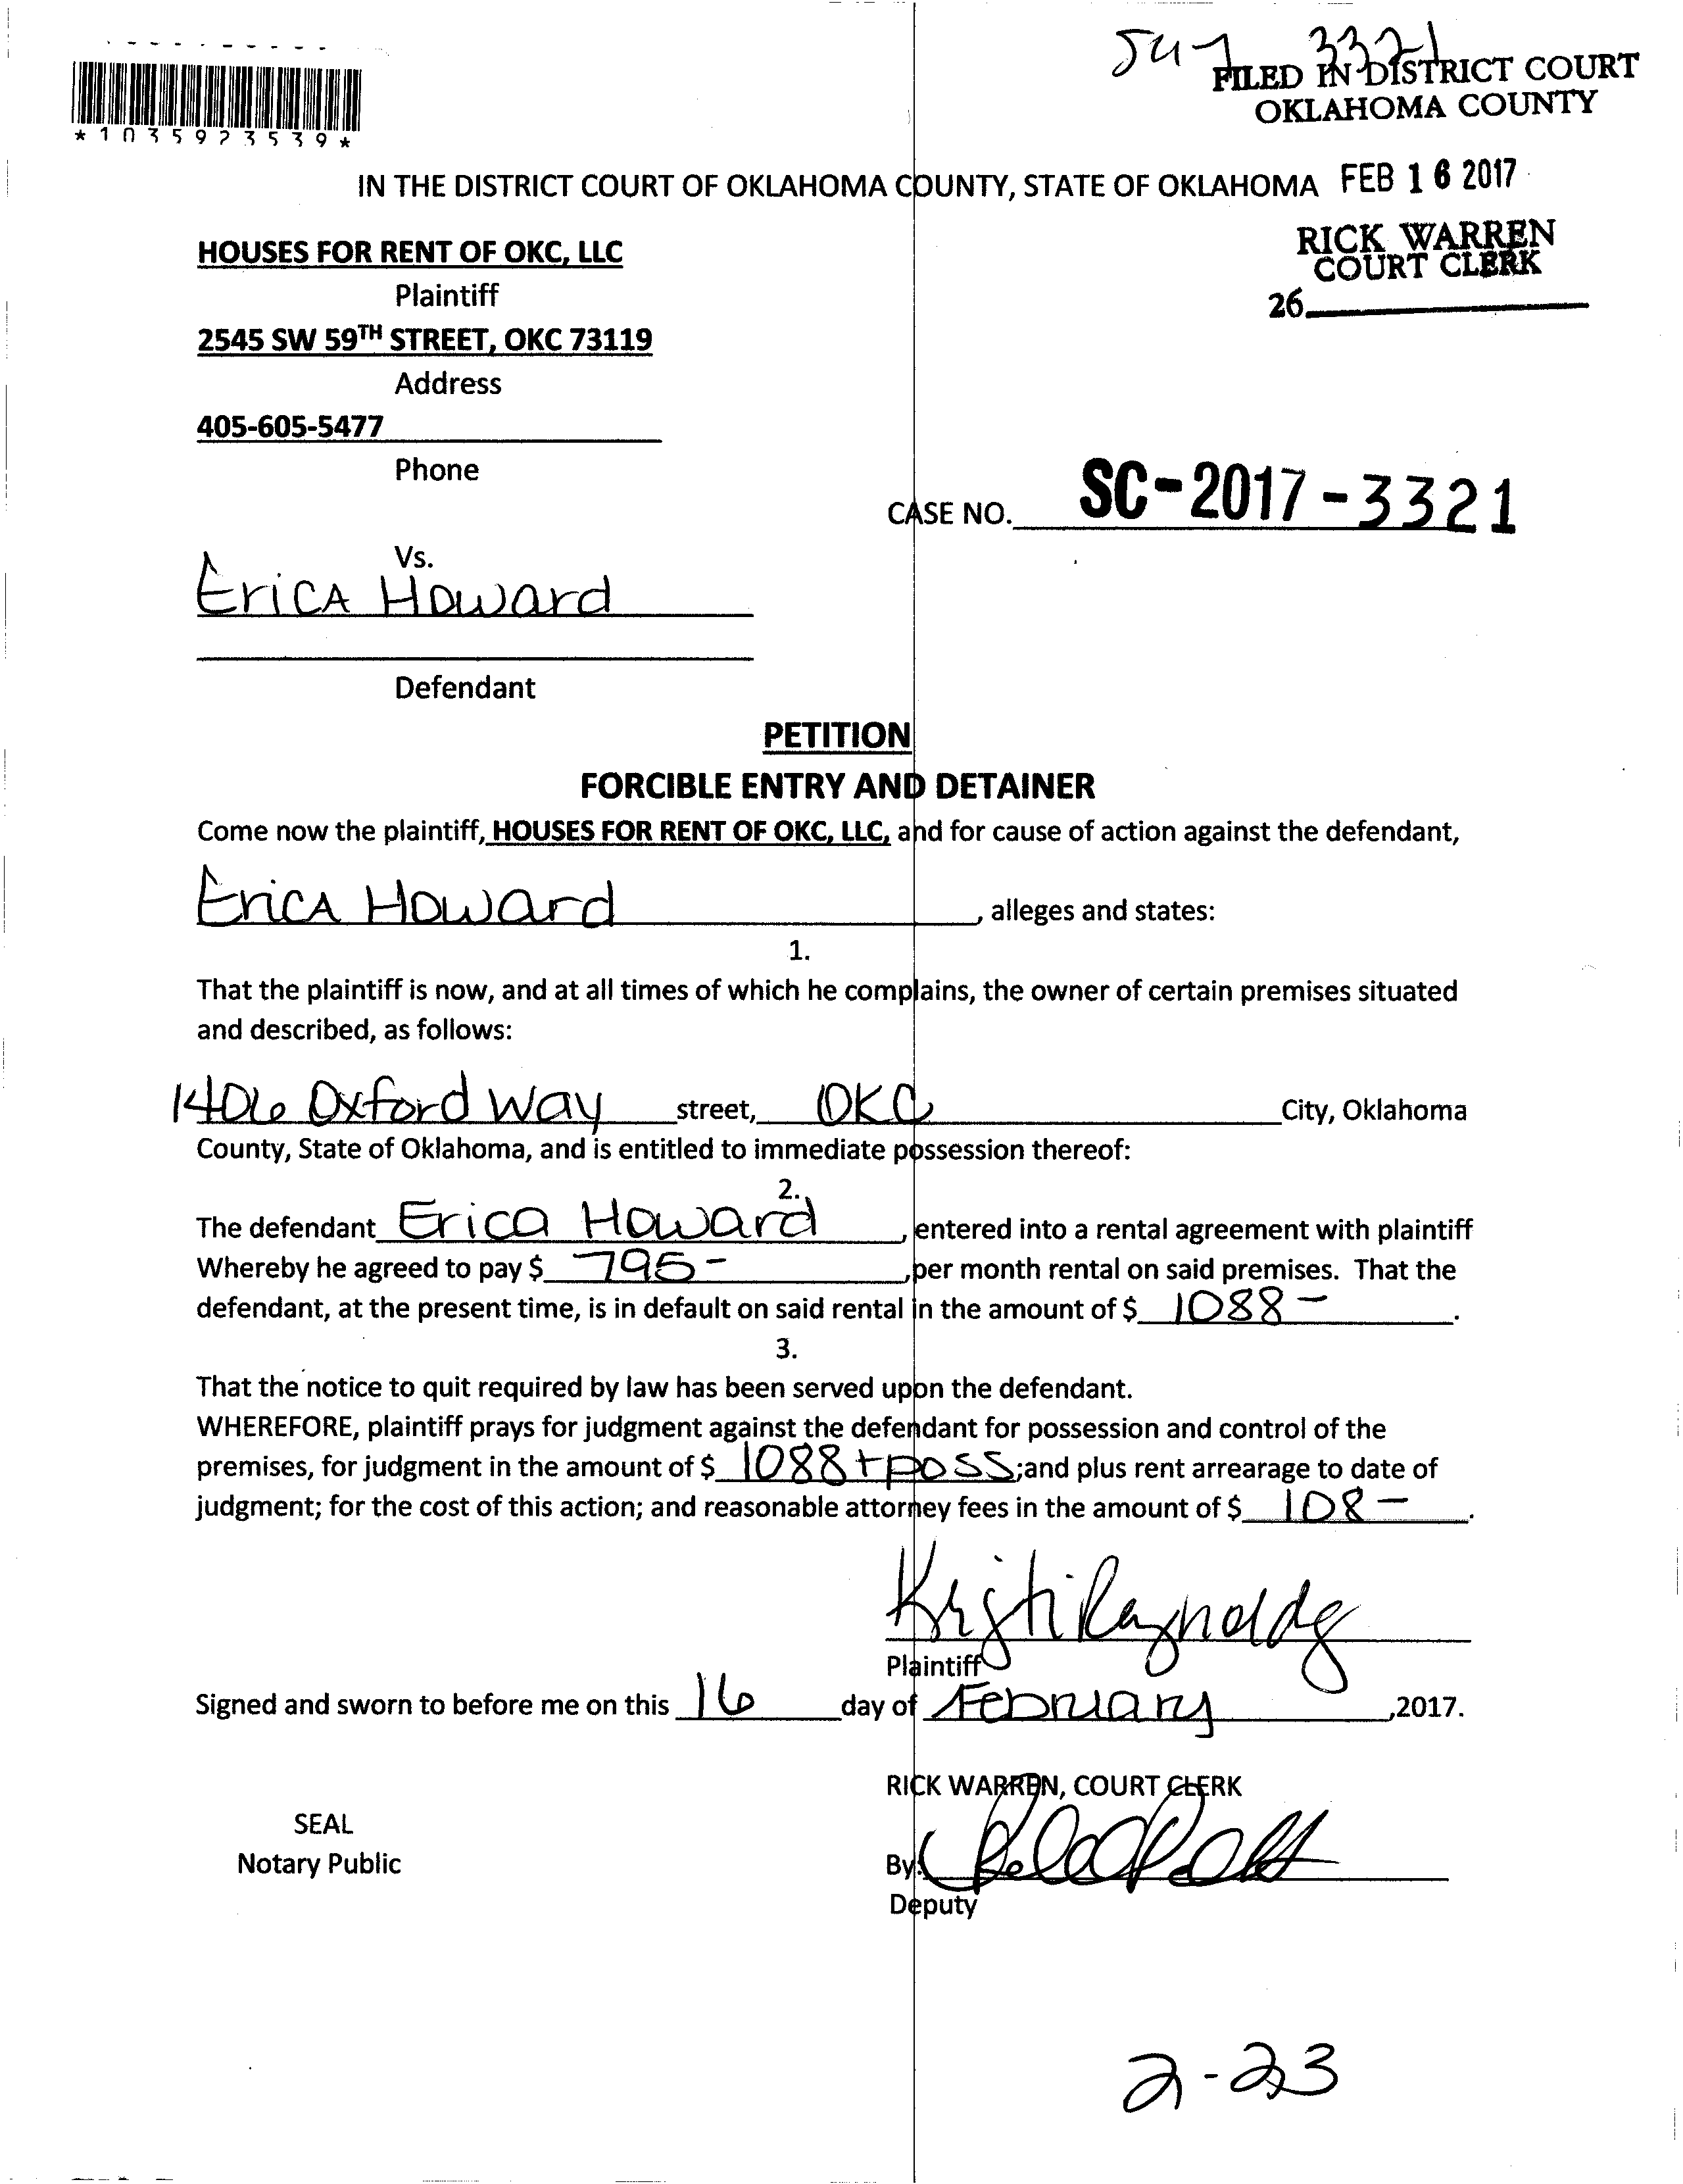 547 3321
FILED IN DISTRICT COURT
OKLAHOMA COUNTY
*1035923539*
IN THE DISTRICT COURT OF OKLAHOMA COUNTY, STATE OF OKLAHOMA FEB 16 2017
HOUSES FOR RENT OF OKC, LLC
RICK WARREN
COURT CLERK
Plaintiff
26
2545 SW 59TH STREET, OKC 73119
Address
405-605-5477
Phone
CASE NO. SC-2017-3321
Vs.
Erica Howard
Defendant
PETITION
FORCIBLE ENTRY AND DETAINER
Come now the plaintiff, HOUSES FOR RENT OF OKC, LLC, and for cause of action against the defendant,
Erica Howard, alleges and states:
1.
That the plaintiff is now, and at all times of which he complains, the owner of certain premises situated
and described, as follows:
1406 Oxford Way street, OKC City, Oklahoma
County, State of Oklahoma, and is entitled to immediate possession thereof:
2.
The defendant Erica Howard, entered into a rental agreement with plaintiff
Whereby he agreed to pay $ 795- ,per month rental on said premises. That the
defendant, at the present time, is in default on said rental in the amount of $ 1088-.
3.
That the notice to quit required by law has been served upon the defendant.
WHEREFORE, plaintiff prays for judgment against the defendant for possession and control of the
premises, for judgment in the amount of $ 1088+poss;and plus rent arrearage to date of
judgment; for the cost of this action; and reasonable attorney fees in the amount of $ 108-.
Kristi Reynolds
Plaintiff
Signed and sworn to before me on this 16 day of February ,2017.
RICK WARREN, COURT CLERK
SEAL
Notary Public
By:
Deputy
2-23